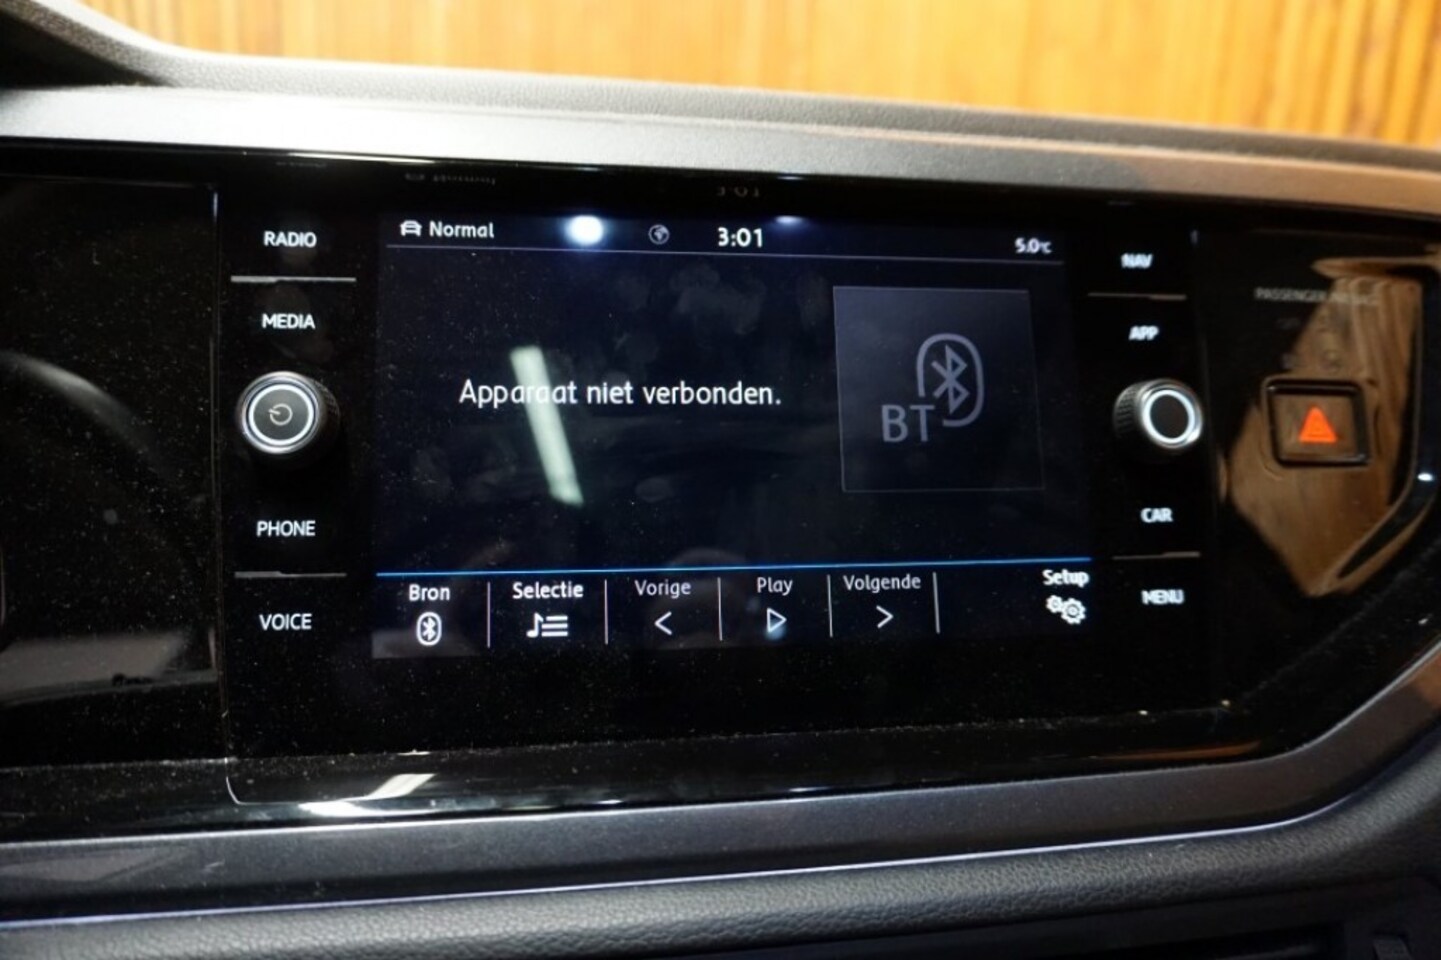 RADIO
MEDIA
PHONE
VOICE
Normal
3:01
5.0°C
Apparaat niet verbonden.
BT
Bron
Selectie
Vorige
Play
Volgende
Setup
NAV
APP
CAR
MENU
PASSENGER